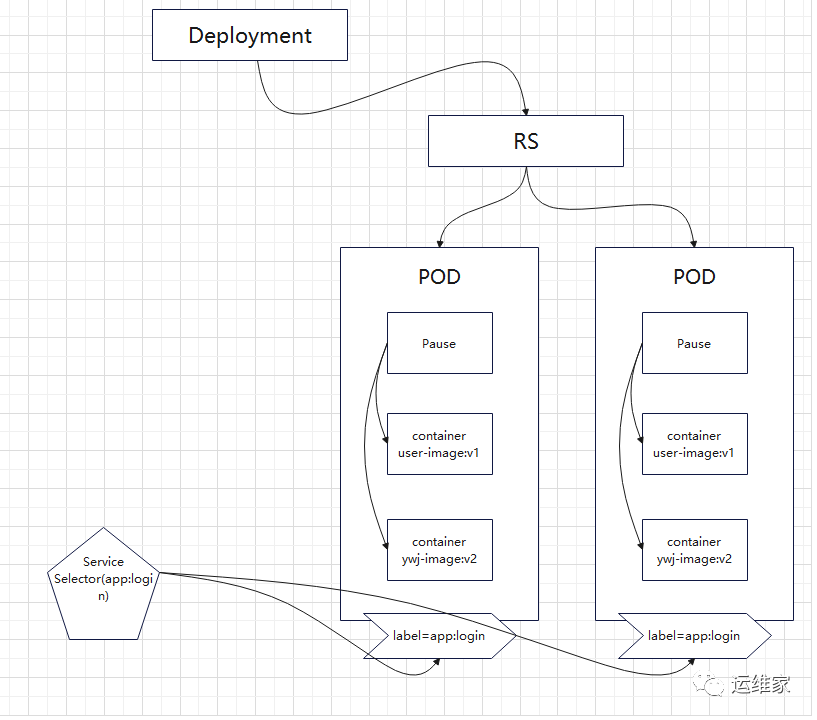 Deployment
RS
POD
POD
Pause
Pause
container
user-image:v1
container
user-image:v1
container
ywj-image:v2
container
ywj-image:v2
Service
Selector(app:logi
n)
label=app:login
label=app:login
运维家